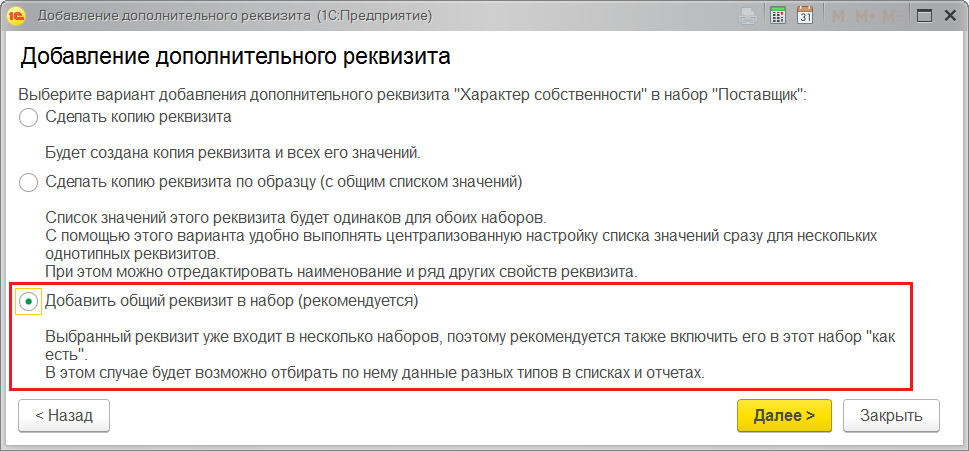 1С Добавление дополнительного реквизита (1С:Предприятие) 31 M M+ M-
Добавление дополнительного реквизита
Выберите вариант добавления дополнительного реквизита "Характер собственности" в набор "Поставщик":
Сделать копию реквизита
Будет создана копия реквизита и всех его значений.
Сделать копию реквизита по образцу (с общим списком значений)
Список значений этого реквизита будет одинаков для обоих наборов.
С помощью этого варианта удобно выполнять централизованную настройку списка значений сразу для нескольких
однотипных реквизитов.
При этом можно отредактировать наименование и ряд других свойств реквизита.
Добавить общий реквизит в набор (рекомендуется)
Выбранный реквизит уже входит в несколько наборов, поэтому рекомендуется также включить его в этот набор "как
есть".
В этом случае будет возможно отбирать по нему данные разных типов в списках и отчетах.
< Назад Далее > Закрыть